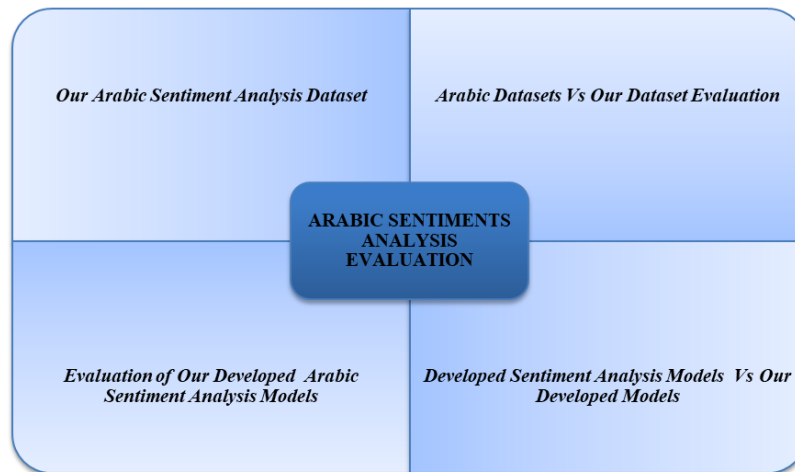 Our Arabic Sentiment Analysis Dataset
Arabic Datasets Vs Our Dataset Evaluation
ARABIC SENTIMENTS
ANALYSIS
EVALUATION
Evaluation of Our Developed Arabic
Sentiment Analysis Models
Developed Sentiment Analysis Models Vs Our
Developed Models